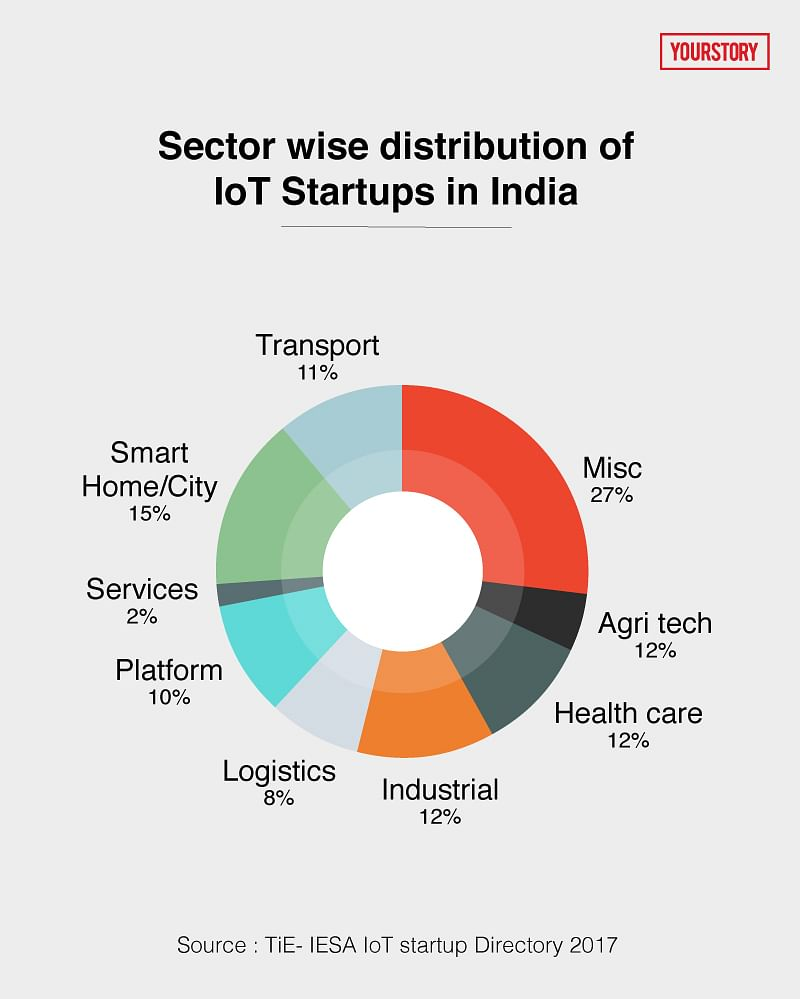 YOURSTORY
Sector wise distribution of
IoT Startups in India
Transport
11%
Misc
27%
Smart
Home/City
15%
Services
2%
Agri tech
12%
Platform
10%
Health care
12%
Logistics
8%
Industrial
12%
Source : TiE- IESA IoT startup Directory 2017